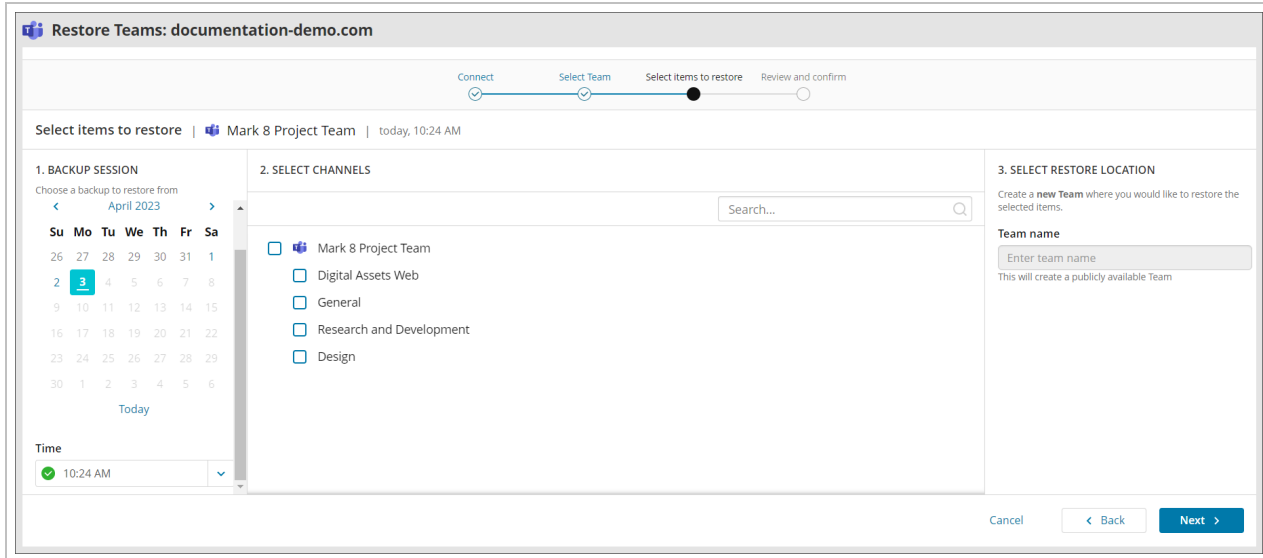 Restore Teams: documentation-demo.com
Connect Select Team Select items to restore Review and confirm
Select items to restore | Mark 8 Project Team | today, 10:24 AM
1. BACKUP SESSION
Choose a backup to restore from
April 2023
Su Mo Tu We Th Fr Sa
26 27 28 29 30 31 1
2 3 4 5 6 7 8
9 10 11 12 13 14 15
16 17 18 19 20 21 22
23 24 25 26 27 28 29
30 1 2 3 4 5 6
Today
Time
10:24 AM
2. SELECT CHANNELS
Search...
Mark 8 Project Team
Digital Assets Web
General
Research and Development
Design
3. SELECT RESTORE LOCATION
Create a new Team where you would like to restore the
selected items.
Team name
Enter team name
This will create a publicly available Team
Cancel Back Next